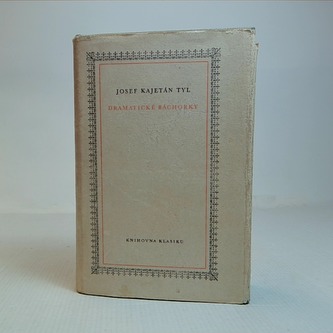 JOSEF KAJETÁN TYL
DRAMATICKÉ BÁCHORKY
KNIHOVNA KLASIKŮ